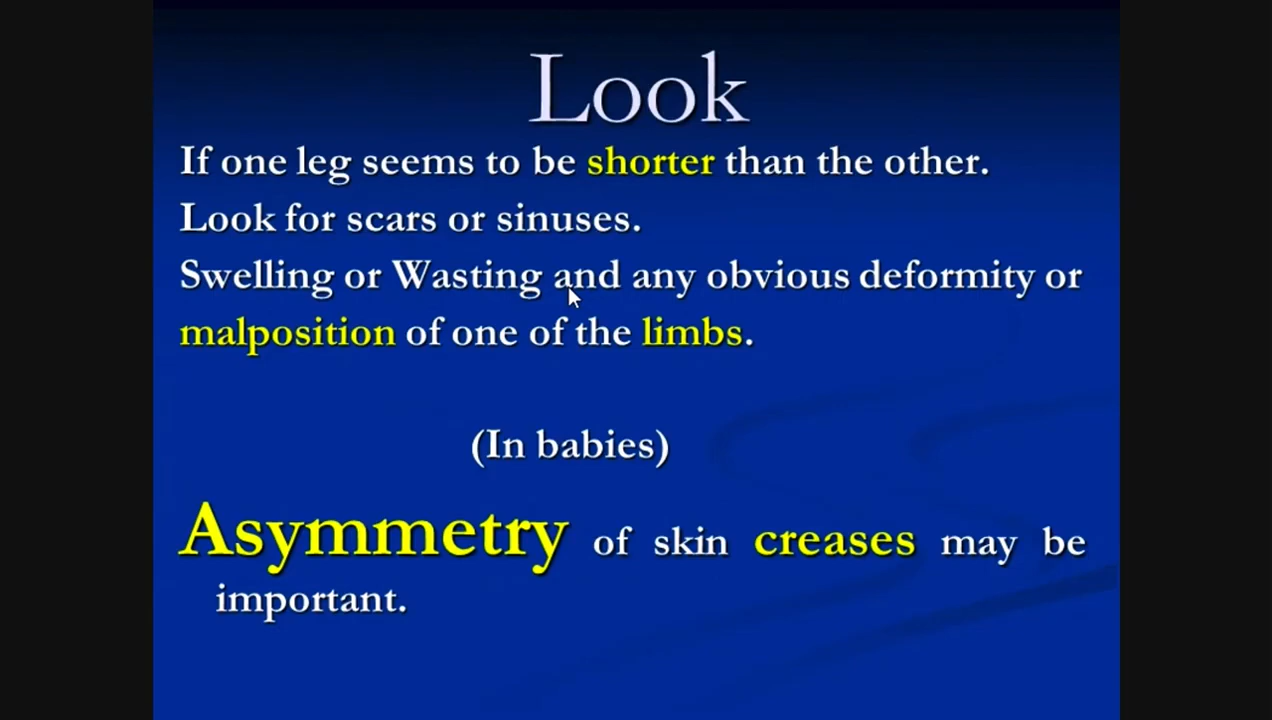 Look
If one leg seems to be shorter than the other.
Look for scars or sinuses.
Swelling or Wasting and any obvious deformity or
malposition of one of the limbs.
(In babies)
Asymmetry of skin creases may be
important.